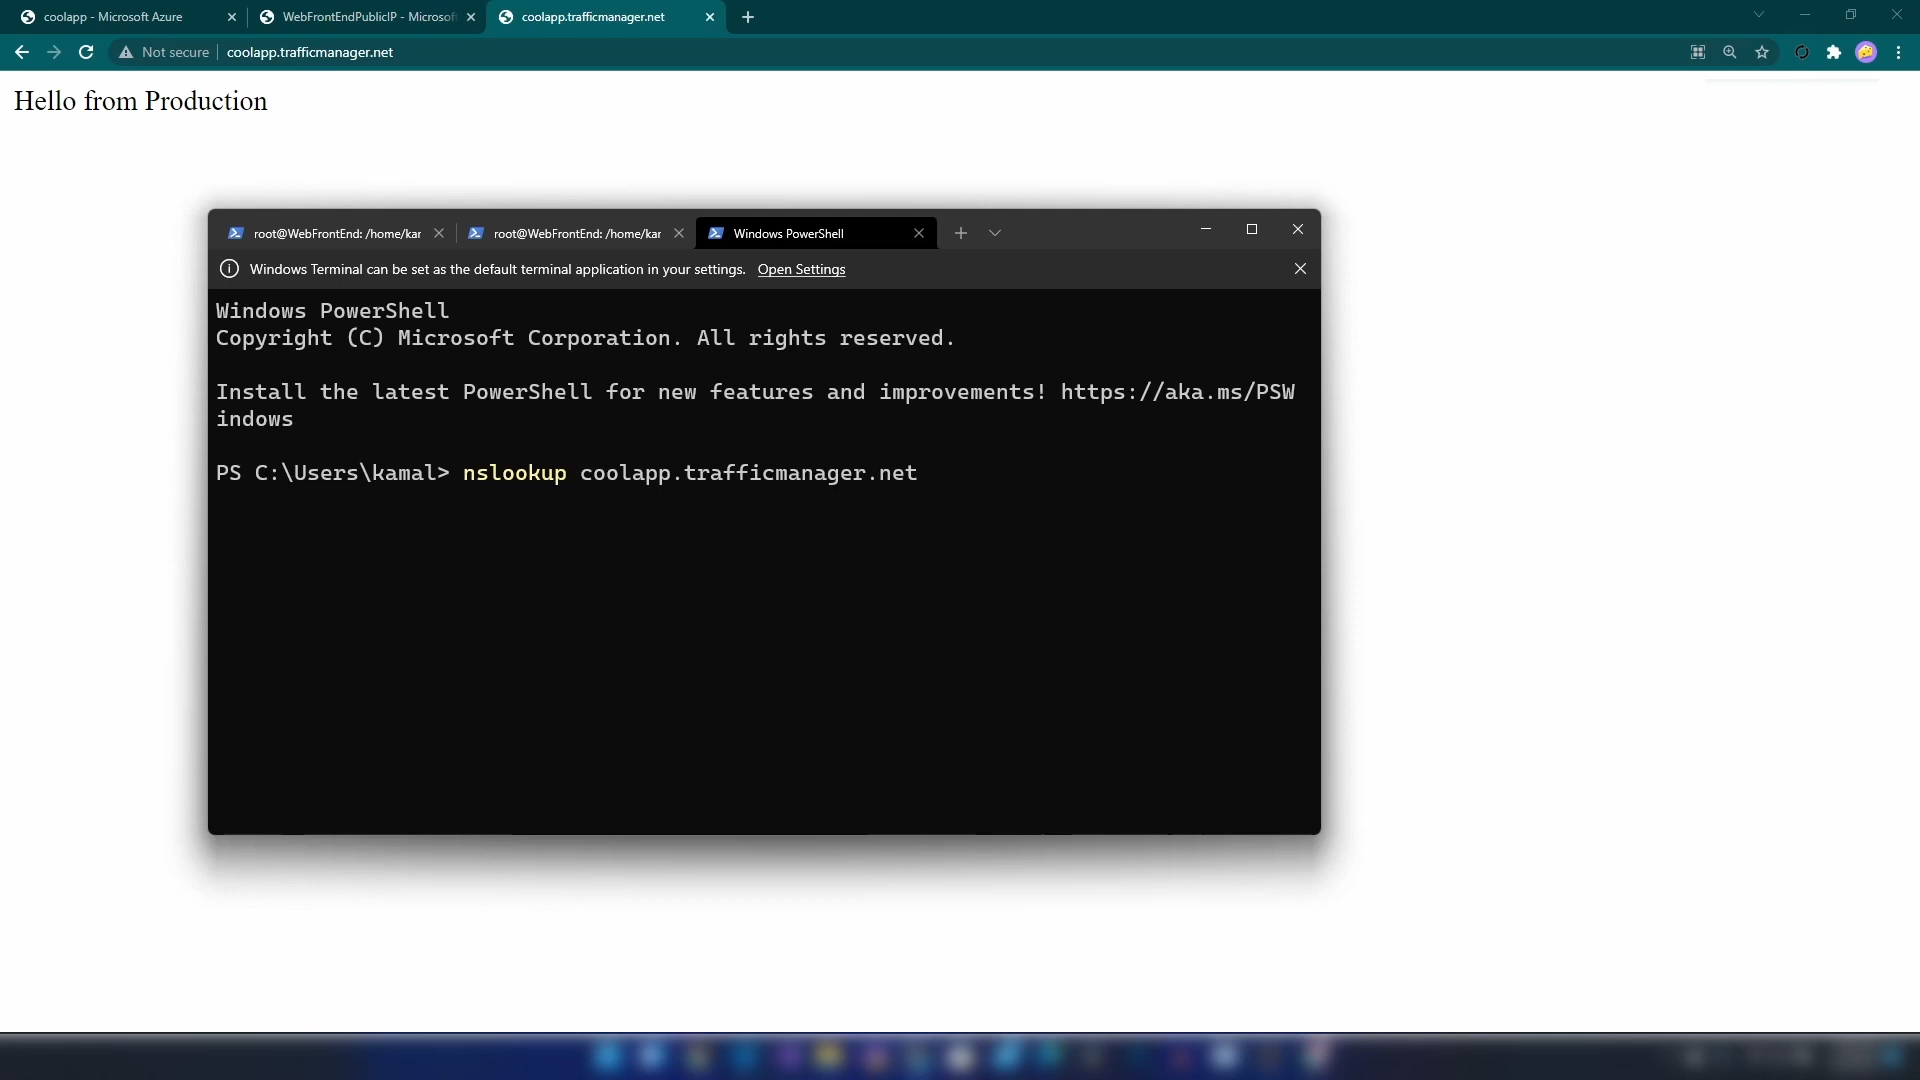 coolapp - Microsoft Azure
WebFrontEndPublicIP - Microsoft
coolapp.trafficmanager.net
Not secure
coolapp.trafficmanager.net
Hello from Production
root@WebFrontEnd: /home/kar
root@WebFrontEnd: /home/kar
Windows PowerShell
Windows Terminal can be set as the default terminal application in your settings. Open Settings
Windows PowerShell
Copyright (C) Microsoft Corporation. All rights reserved.
Install the latest PowerShell for new features and improvements! https://aka.ms/PSW
indows
PS C:\Users\kamal> nslookup coolapp.trafficmanager.net